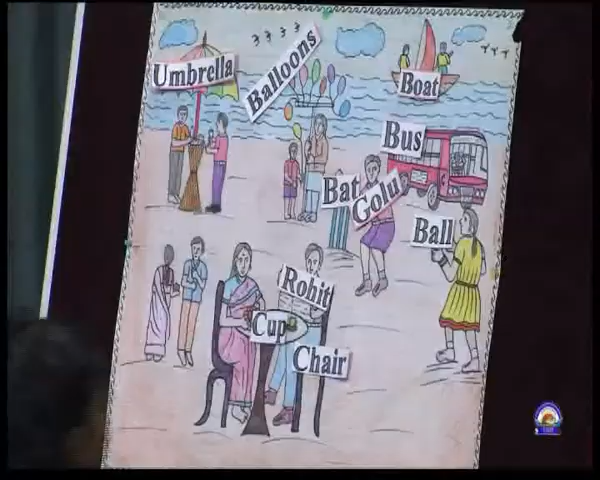 Umbrella
Balloons
Boat
Bus
Bat
Golu
Ball
Rohit
Cup
Chair